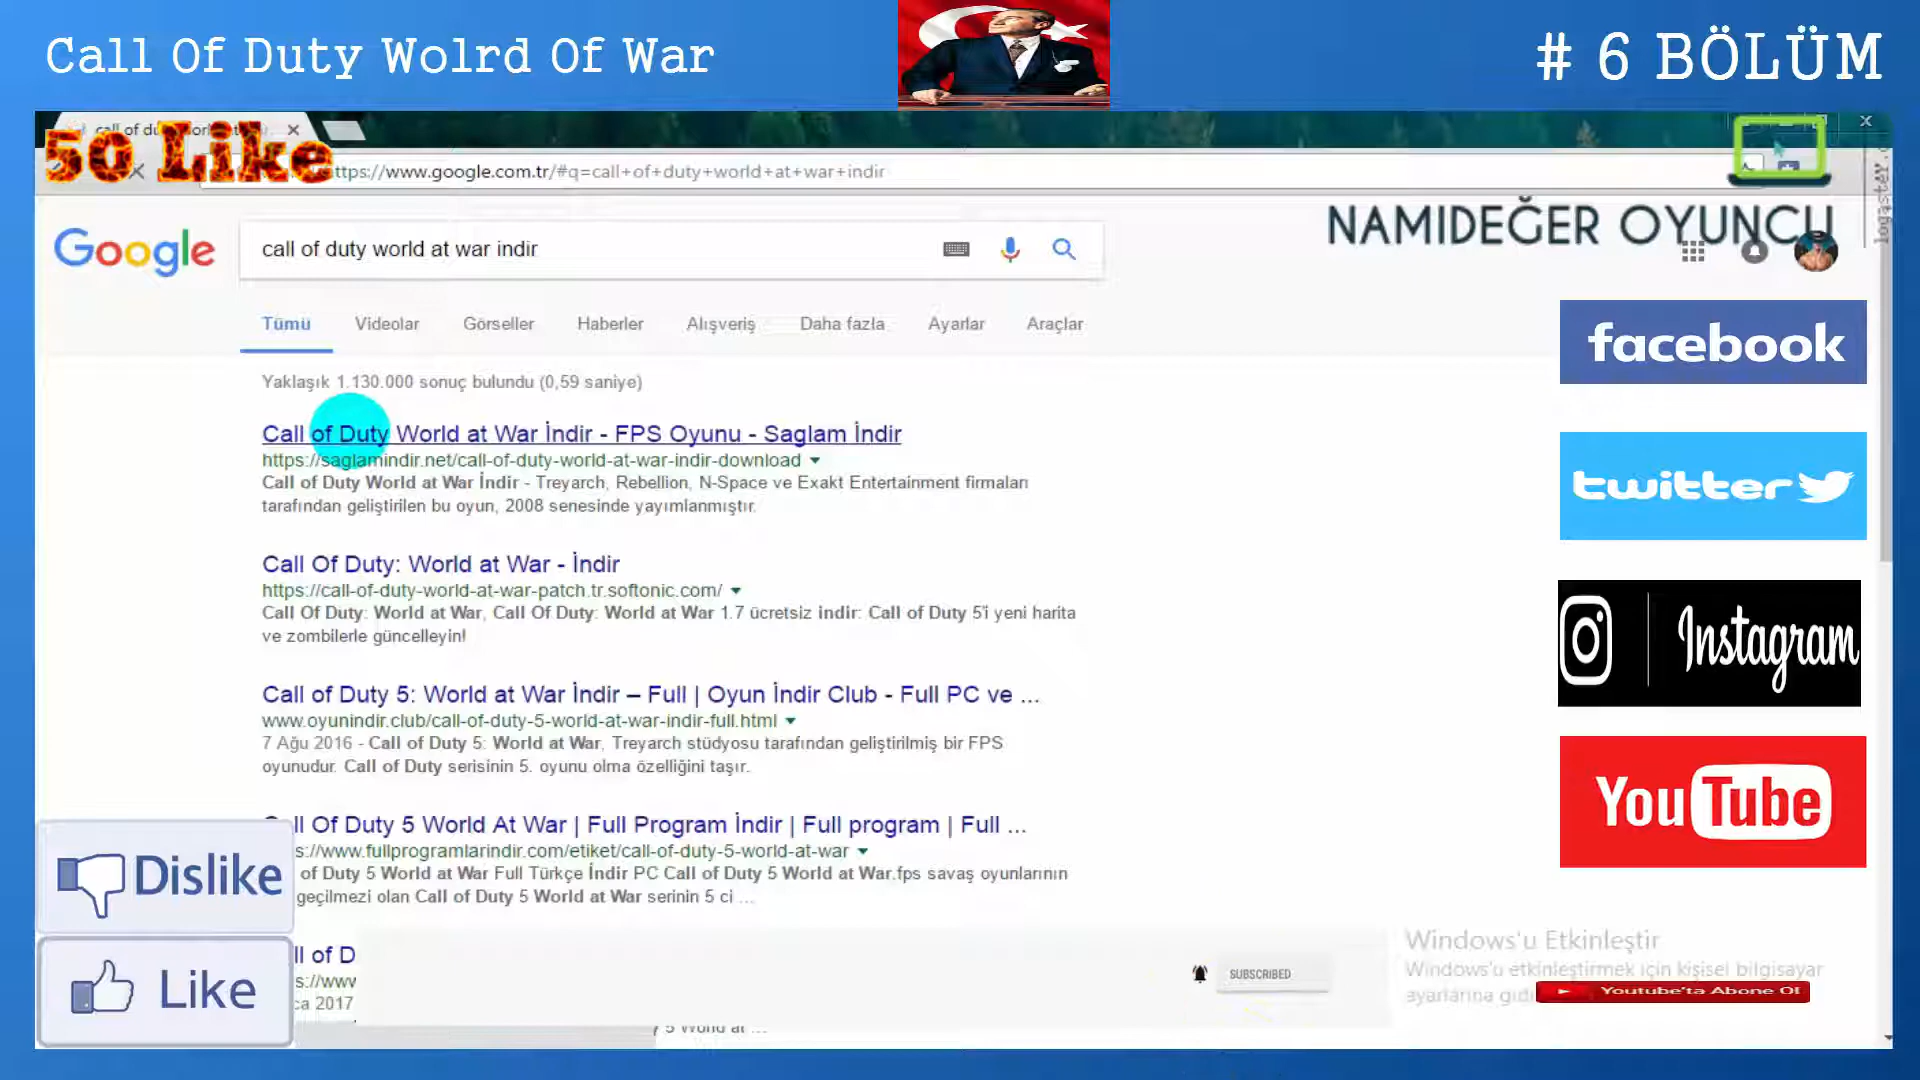 Call Of Duty Wolrd Of War
# 6 BÖLÜM
50 Like
https://www.google.com.tr/#q=call+of+duty+world+at+war+indir
NAMIDEĞER OYUNCU
logaster.
Google
call of duty world at war indir
Tümü Videolar Görseller Haberler Alışveriş Daha fazla Ayarlar Araçlar
Yaklaşık 1.130.000 sonuç bulundu (0,59 saniye)
Call of Duty World at War İndir - FPS Oyunu - Saglam İndir
https://saglamindir.net/call-of-duty-world-at-war-indir-download
Call of Duty World at War İndir - Treyarch, Rebellion, N-Space ve Exakt Entertainment firmaları
tarafından geliştirilen bu oyun, 2008 senesinde yayımlanmıştır.
Call Of Duty: World at War - İndir
https://call-of-duty-world-at-war-patch.tr.softonic.com/
Call Of Duty: World at War, Call Of Duty: World at War 1.7 ücretsiz indir: Call of Duty 5'i yeni harita
ve zombilerle güncelleyin!
Call of Duty 5: World at War İndir – Full | Oyun İndir Club - Full PC ve ...
www.oyunindir.club/call-of-duty-5-world-at-war-indir-full.html
7 Ağu 2016 - Call of Duty 5: World at War, Treyarch stüdyosu tarafından geliştirilmiş bir FPS
oyunudur. Call of Duty serisinin 5. oyunu olma özelliğini taşır.
ll Of Duty 5 World At War | Full Program İndir | Full program | Full ...
s://www.fullprogramlarindir.com/etiket/call-of-duty-5-world-at-war
of Duty 5 World at War Full Türkçe İndir PC Call of Duty 5 World at War.fps savaş oyunlarının
geçilmezi olan Call of Duty 5 World at War serinin 5 ci ...
ll of D
s://www
ca 2017
5 World at ...
facebook
twitter
Instagram
YouTube
Dislike
Like
SUBSCRIBED
Windows'u Etkinleştir
Windows'u etkinleştirmek için kişisel bilgisayar
ayarlarına gidi
Youtube'ta Abone Ol